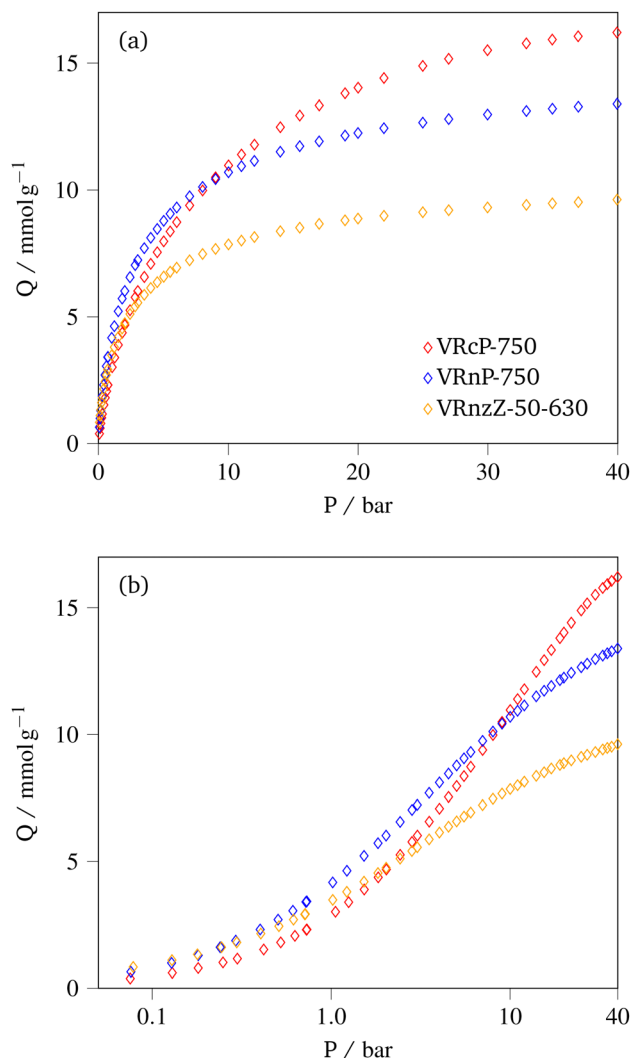 (a)
15
10
5
0
Q / mmol g⁻¹
VRcP-750
VRnP-750
VRnzZ-50-630
0 10 20 30 40
P / bar
(b)
15
10
5
0
Q / mmol g⁻¹
0.1 1.0 10 40
P / bar